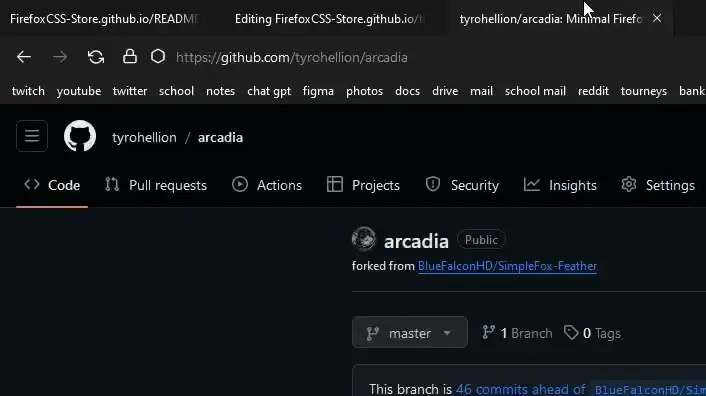 FirefoxCSS-Store.github.io/README
Editing FirefoxCSS-Store.github.io/t
tyrohellion/arcadia: Minimal Firefo
https://github.com/tyrohellion/arcadia
twitch youtube twitter school notes chat gpt figma photos docs drive mail school mail reddit tourneys bank
tyrohellion / arcadia
Code Pull requests Actions Projects Security Insights Settings
arcadia Public
forked from BlueFalconHD/SimpleFox-Feather
master 1 Branch 0 Tags
This branch is 46 commits ahead of BlueFalconHD/Sim